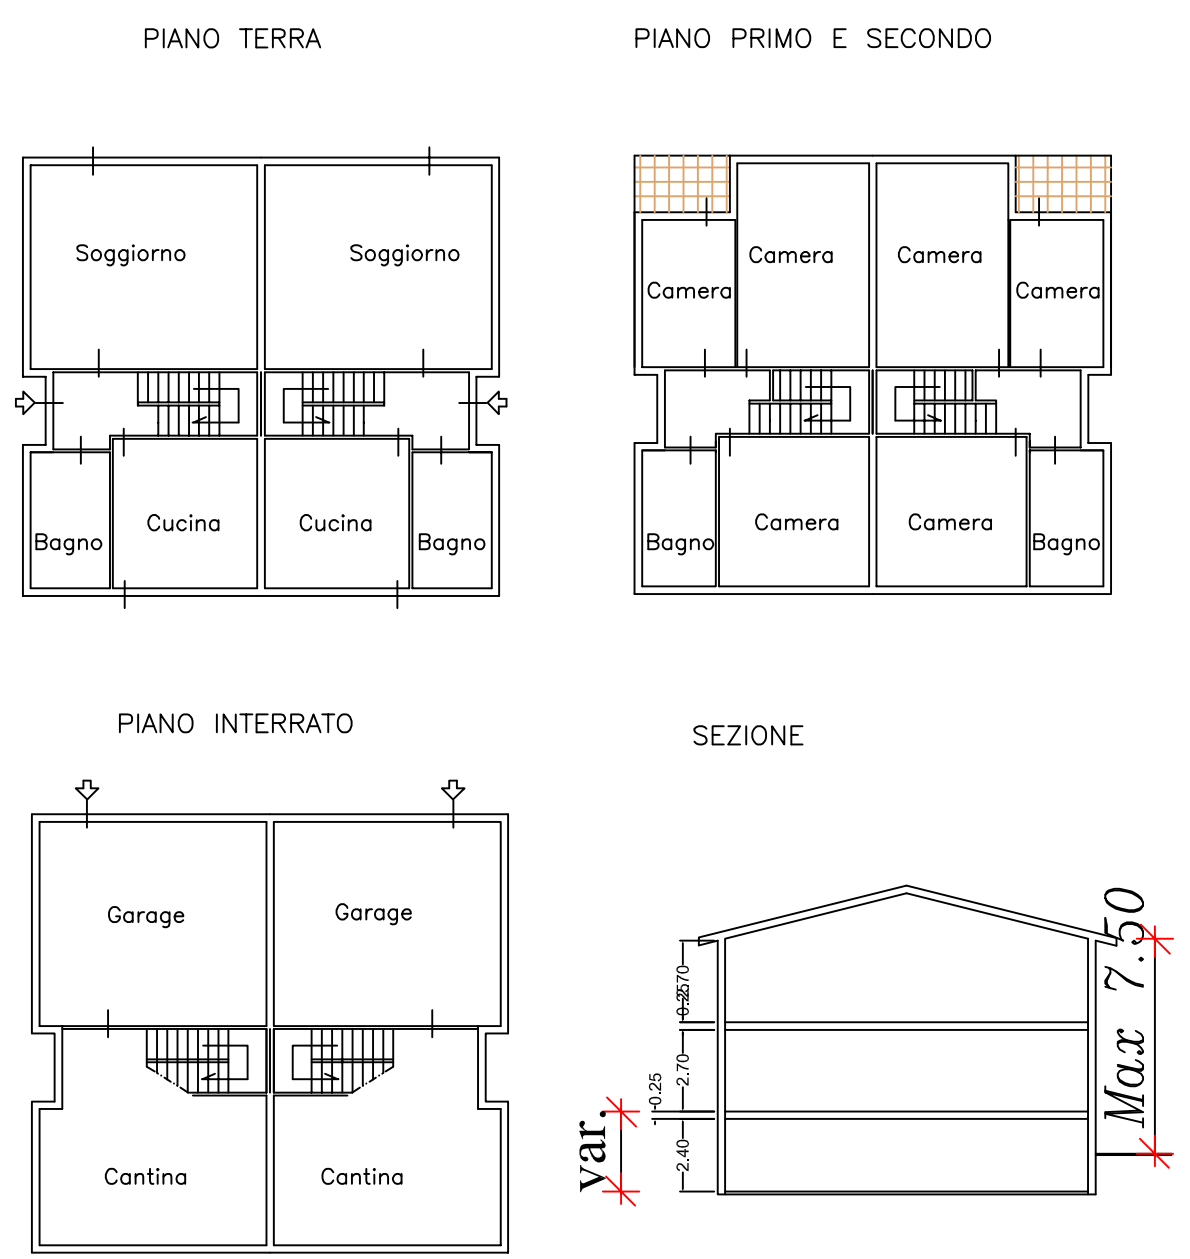 PIANO TERRA
PIANO PRIMO E SECONDO
Soggiorno
Soggiorno
Camera
Camera
Camera
Camera
Cucina
Cucina
Bagno
Bagno
Camera
Camera
Bagno
Bagno
PIANO INTERRATO
SEZIONE
Garage
Garage
Cantina
Cantina
2.70
0.25
2.70
0.25
2.40
var.
Max 7.50